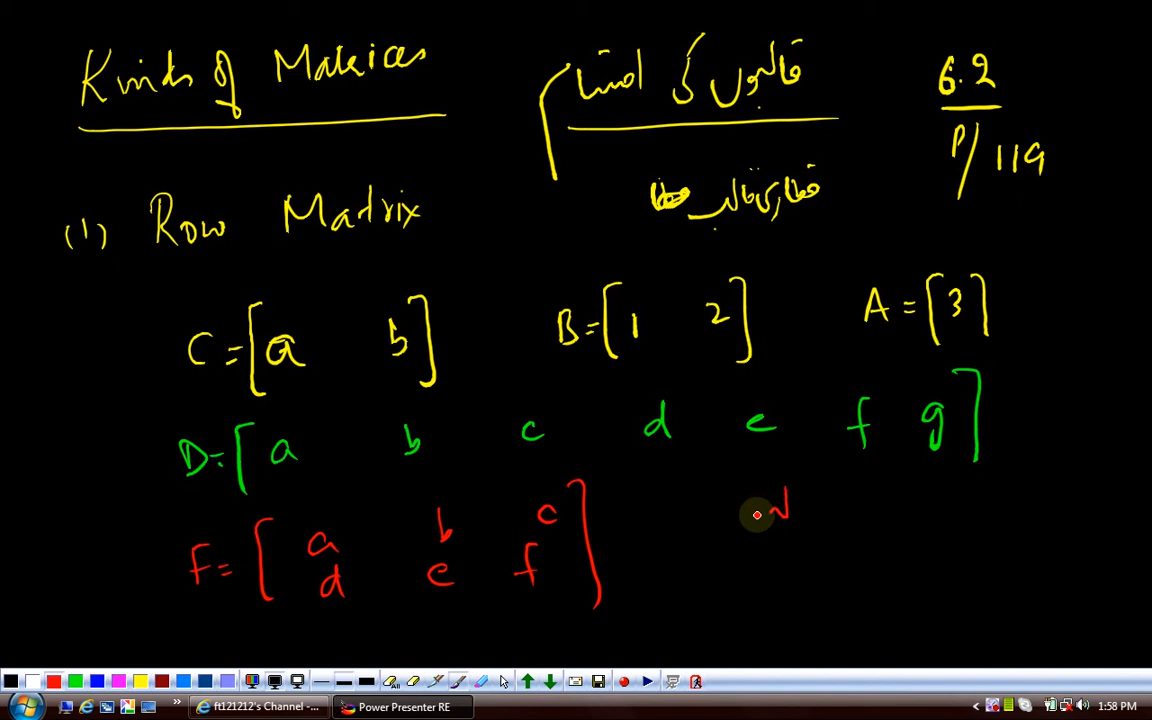 Kinds of Matrices
قالبوں کی اقسام
6.2
P/119
(1) Row Matrix
قطاری قالب
C = [a b] B = [1 2] A = [3]
D = [a b c d e f g]
F = [a b c
d e f]
ft121212's Channel - ...
Power Presenter RE
1:58 PM